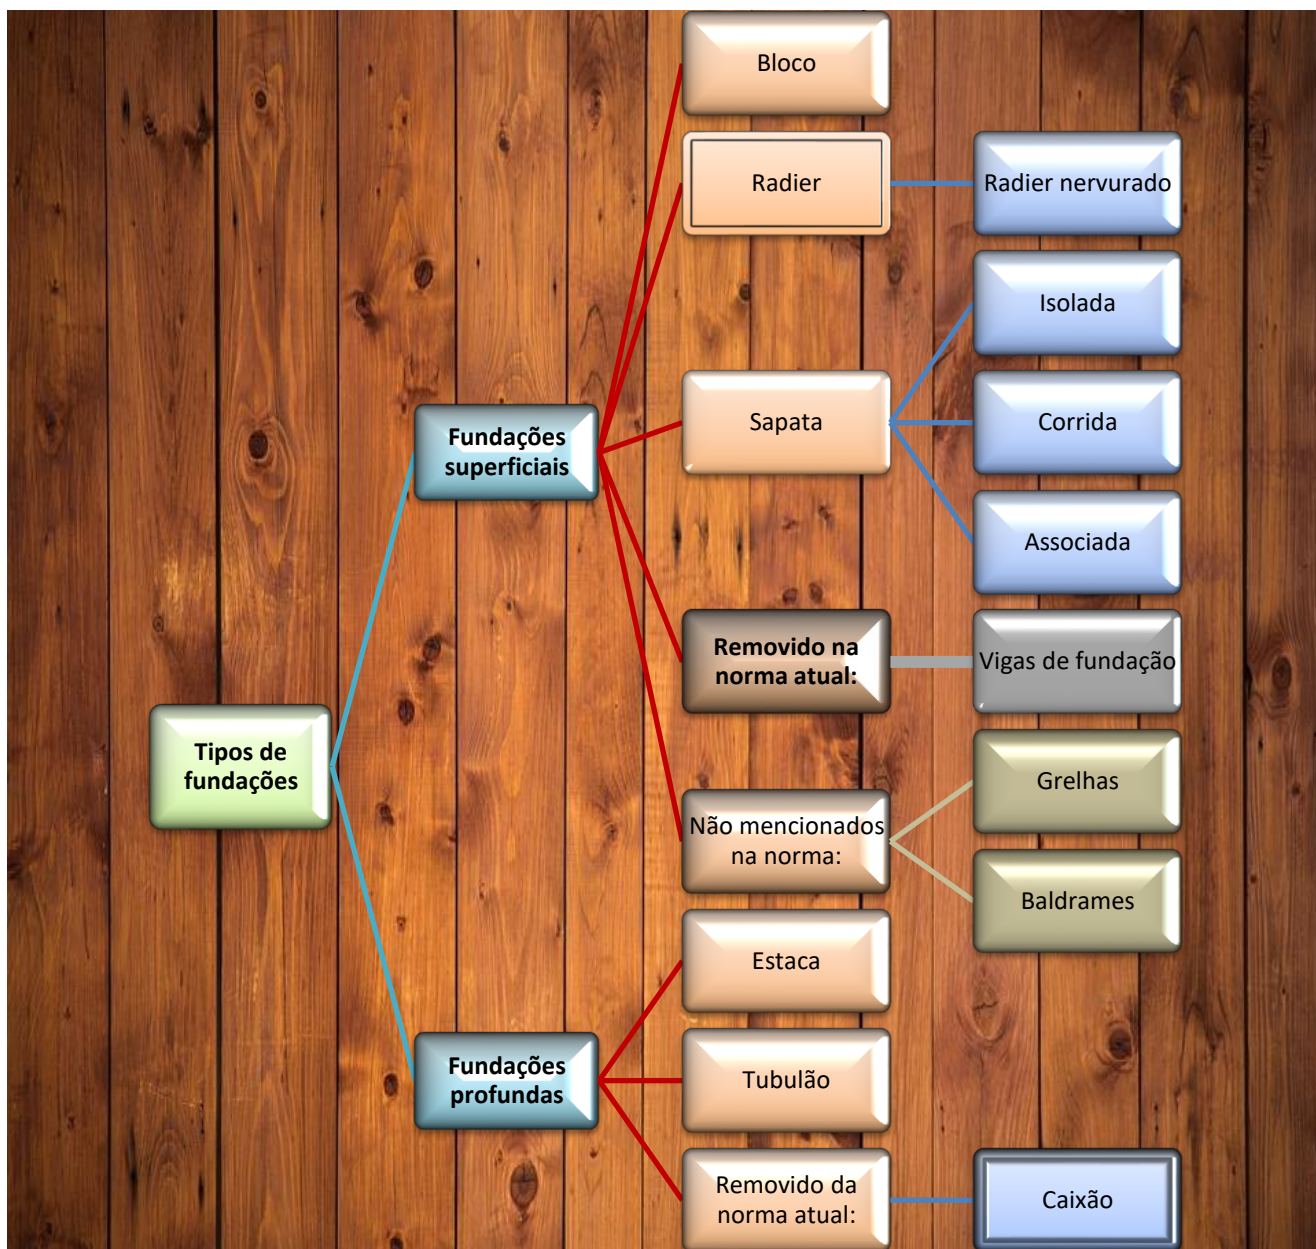 Bloco
Radier
Radier nervurado
Isolada
Fundações
superficiais
Sapata
Corrida
Associada
Removido na
norma atual:
Vigas de fundação
Tipos de
fundações
Não mencionados
na norma:
Grelhas
Baldrames
Estaca
Fundações
profundas
Tubulão
Removido da
norma atual:
Caixão